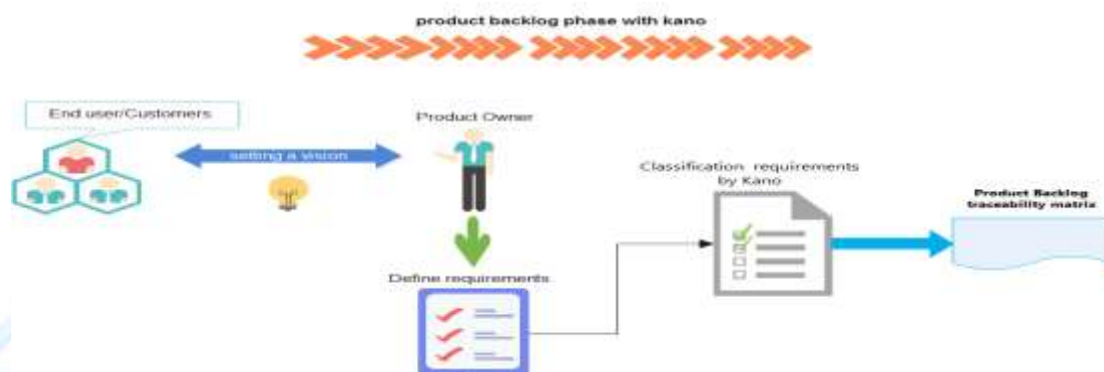 product backlog phase with kano
End user/Customers
Product Owner
setting a vision
Classification requirements
by Kano
Product Backlog
traceability matrix
Define requirements